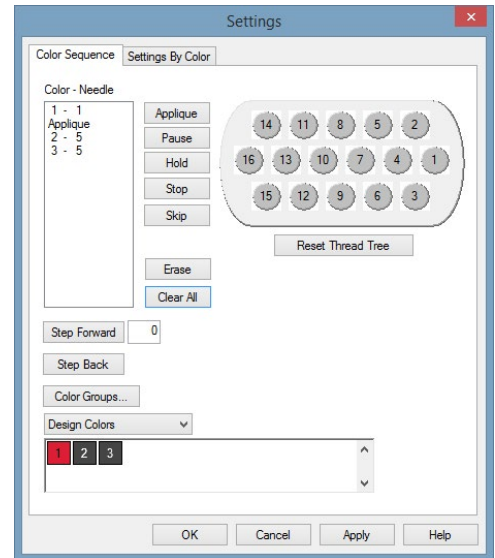 Settings
Color Sequence Settings By Color
Color - Needle
1 - 1
Applique
2 - 5
3 - 5
Applique
Pause
Hold
Stop
Skip
Erase
Clear All
14 11 8 5 2
16 13 10 7 4 1
15 12 9 6 3
Reset Thread Tree
Step Forward 0
Step Back
Color Groups...
Design Colors
1 2 3
OK Cancel Apply Help